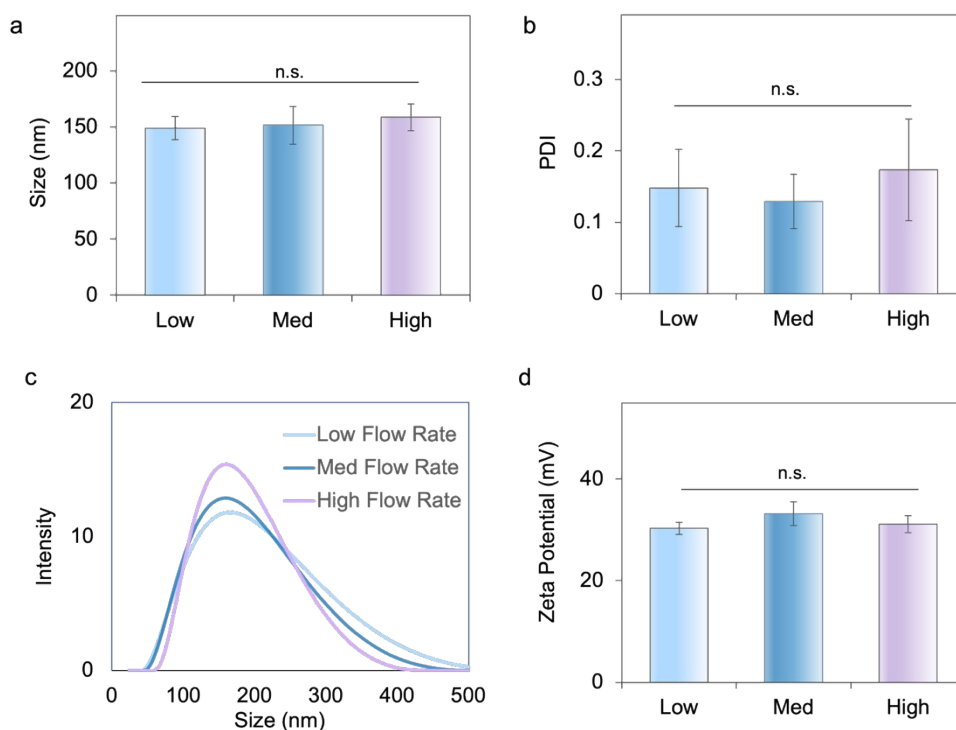 a
Size (nm)
200
150
100
50
0
n.s.
Low Med High
b
PDI
0.3
0.2
0.1
0
n.s.
Low Med High
c
Intensity
20
10
0
Low Flow Rate
Med Flow Rate
High Flow Rate
0 100 200 300 400 500
Size (nm)
d
Zeta Potential (mV)
40
20
0
n.s.
Low Med High